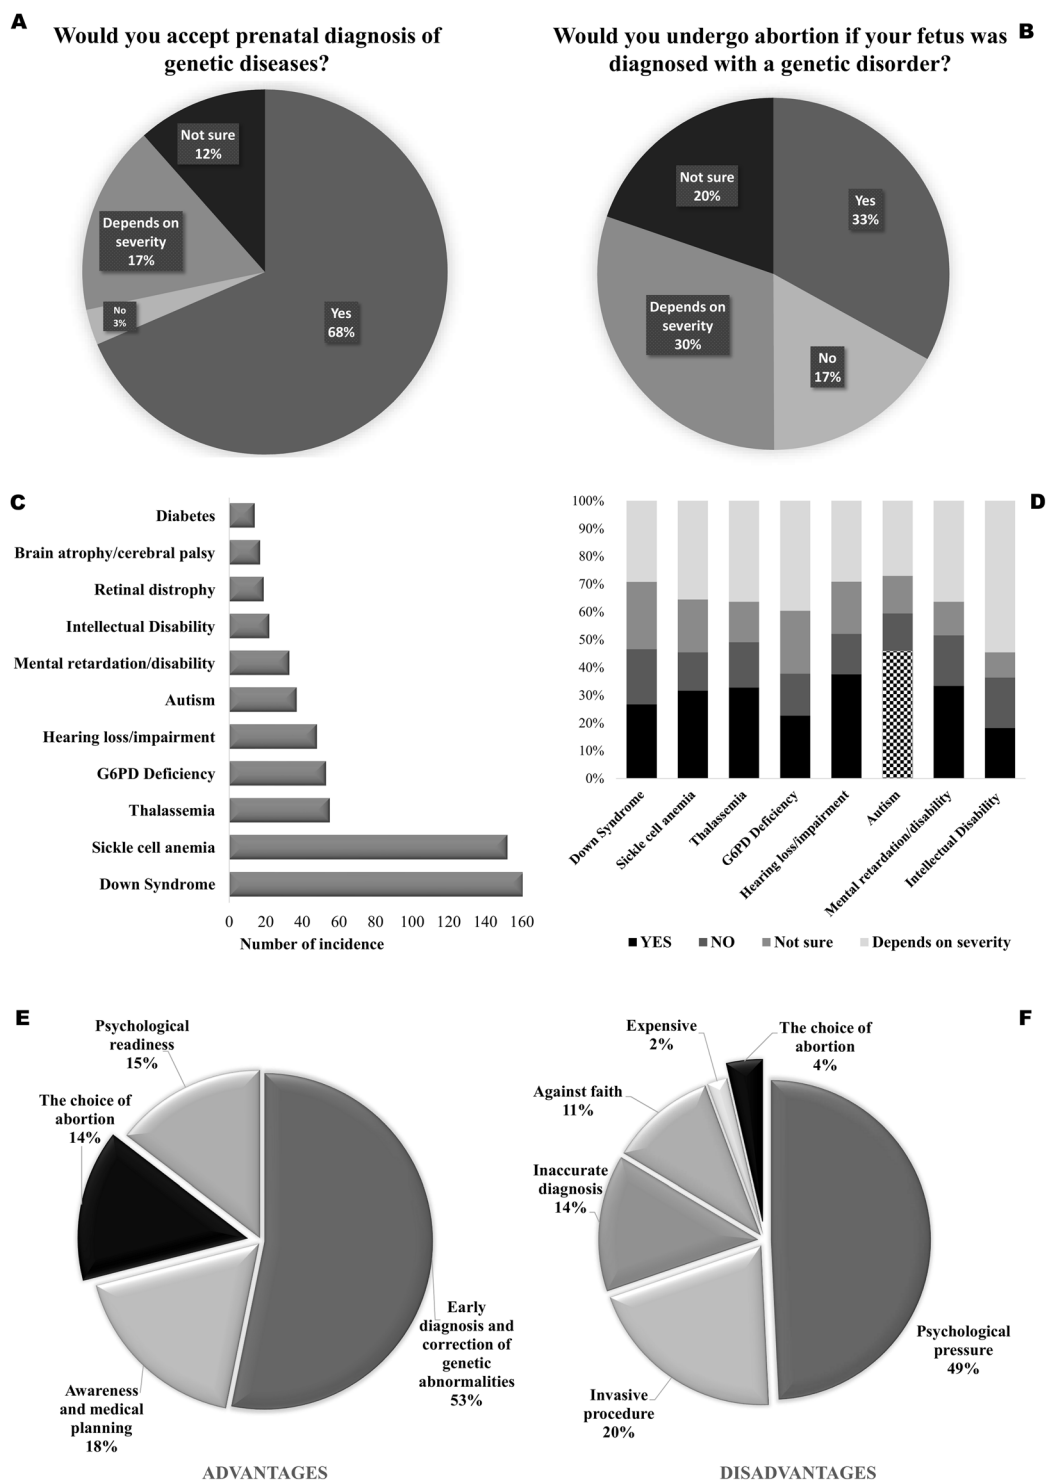 A
Would you accept prenatal diagnosis of
genetic diseases?
Not sure
12%
Depends on
severity
17%
No
3%
Yes
68%
B
Would you undergo abortion if your fetus was
diagnosed with a genetic disorder?
Not sure
20%
Yes
33%
Depends on
severity
30%
No
17%
C
Diabetes
Brain atrophy/cerebral palsy
Retinal distrophy
Intellectual Disability
Mental retardation/disability
Autism
Hearing loss/impairment
G6PD Deficiency
Thalassemia
Sickle cell anemia
Down Syndrome
0 20 40 60 80 100 120 140 160
Number of incidence
D
100%
90%
80%
70%
60%
50%
40%
30%
20%
10%
0%
Down Syndrome
Sickle cell anemia
Thalassemia
G6PD Deficiency
Hearing loss/impairment
Autism
Mental retardation/disability
Intellectual Disability
YES NO Not sure Depends on severity
E
Psychological
readiness
15%
The choice of
abortion
14%
Early
diagnosis and
correction of
genetic
abnormalities
53%
Awareness
and medical
planning
18%
ADVANTAGES
F
Expensive
2%
The choice of
abortion
4%
Against faith
11%
Inaccurate
diagnosis
14%
Psychological
pressure
49%
Invasive
procedure
20%
DISADVANTAGES